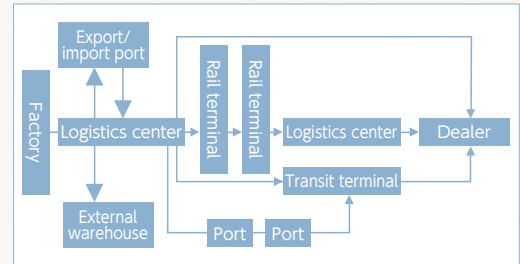 Export/
import port
Factory
Logistics center
Rail terminal
Rail terminal
Logistics center
Dealer
Transit terminal
External
warehouse
Port
Port